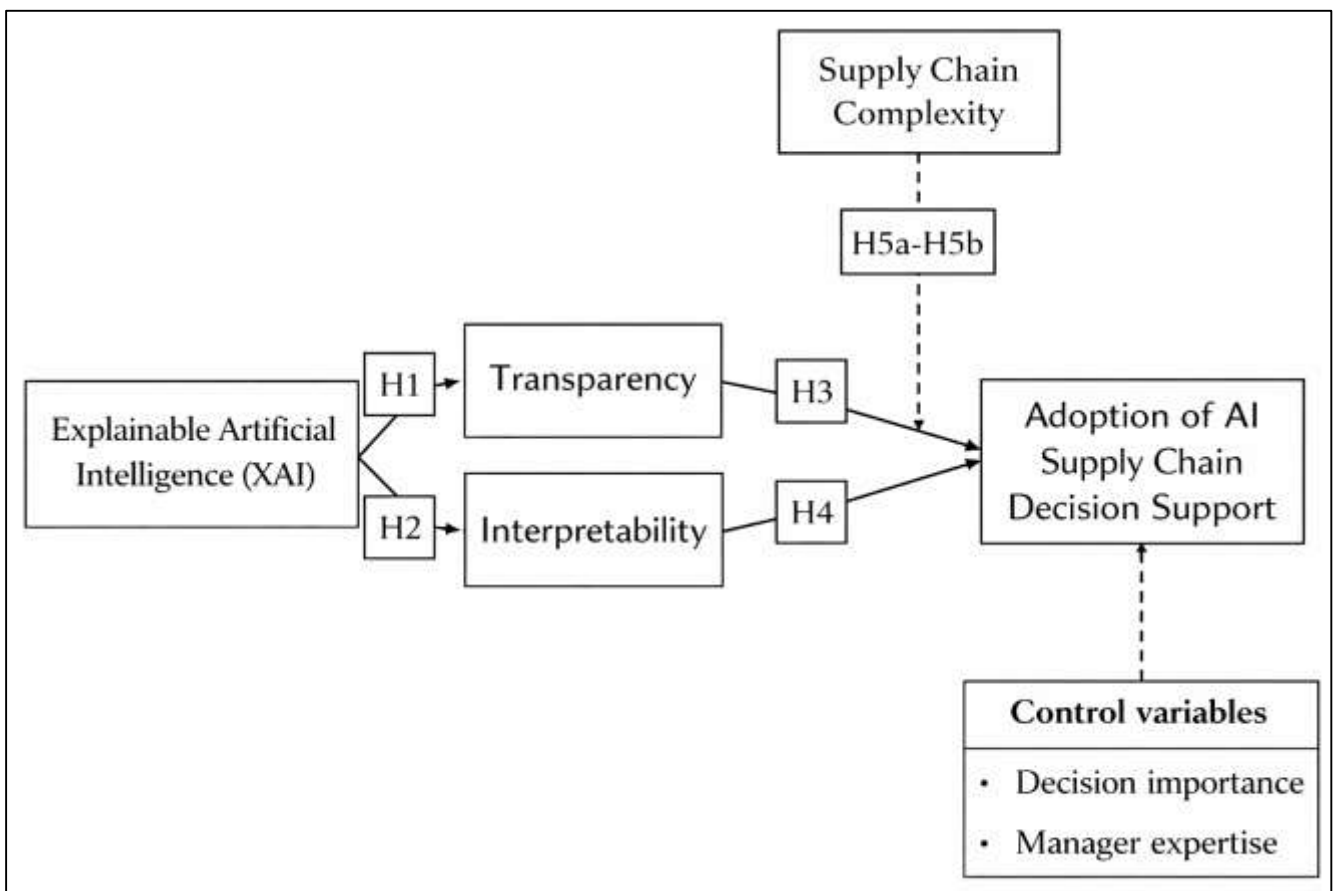 Supply Chain
Complexity
H5a-H5b
H1
Transparency
H3
Explainable Artificial
Intelligence (XAI)
Adoption of AI
Supply Chain
Decision Support
H2
Interpretability
H4
Control variables
• Decision importance
• Manager expertise